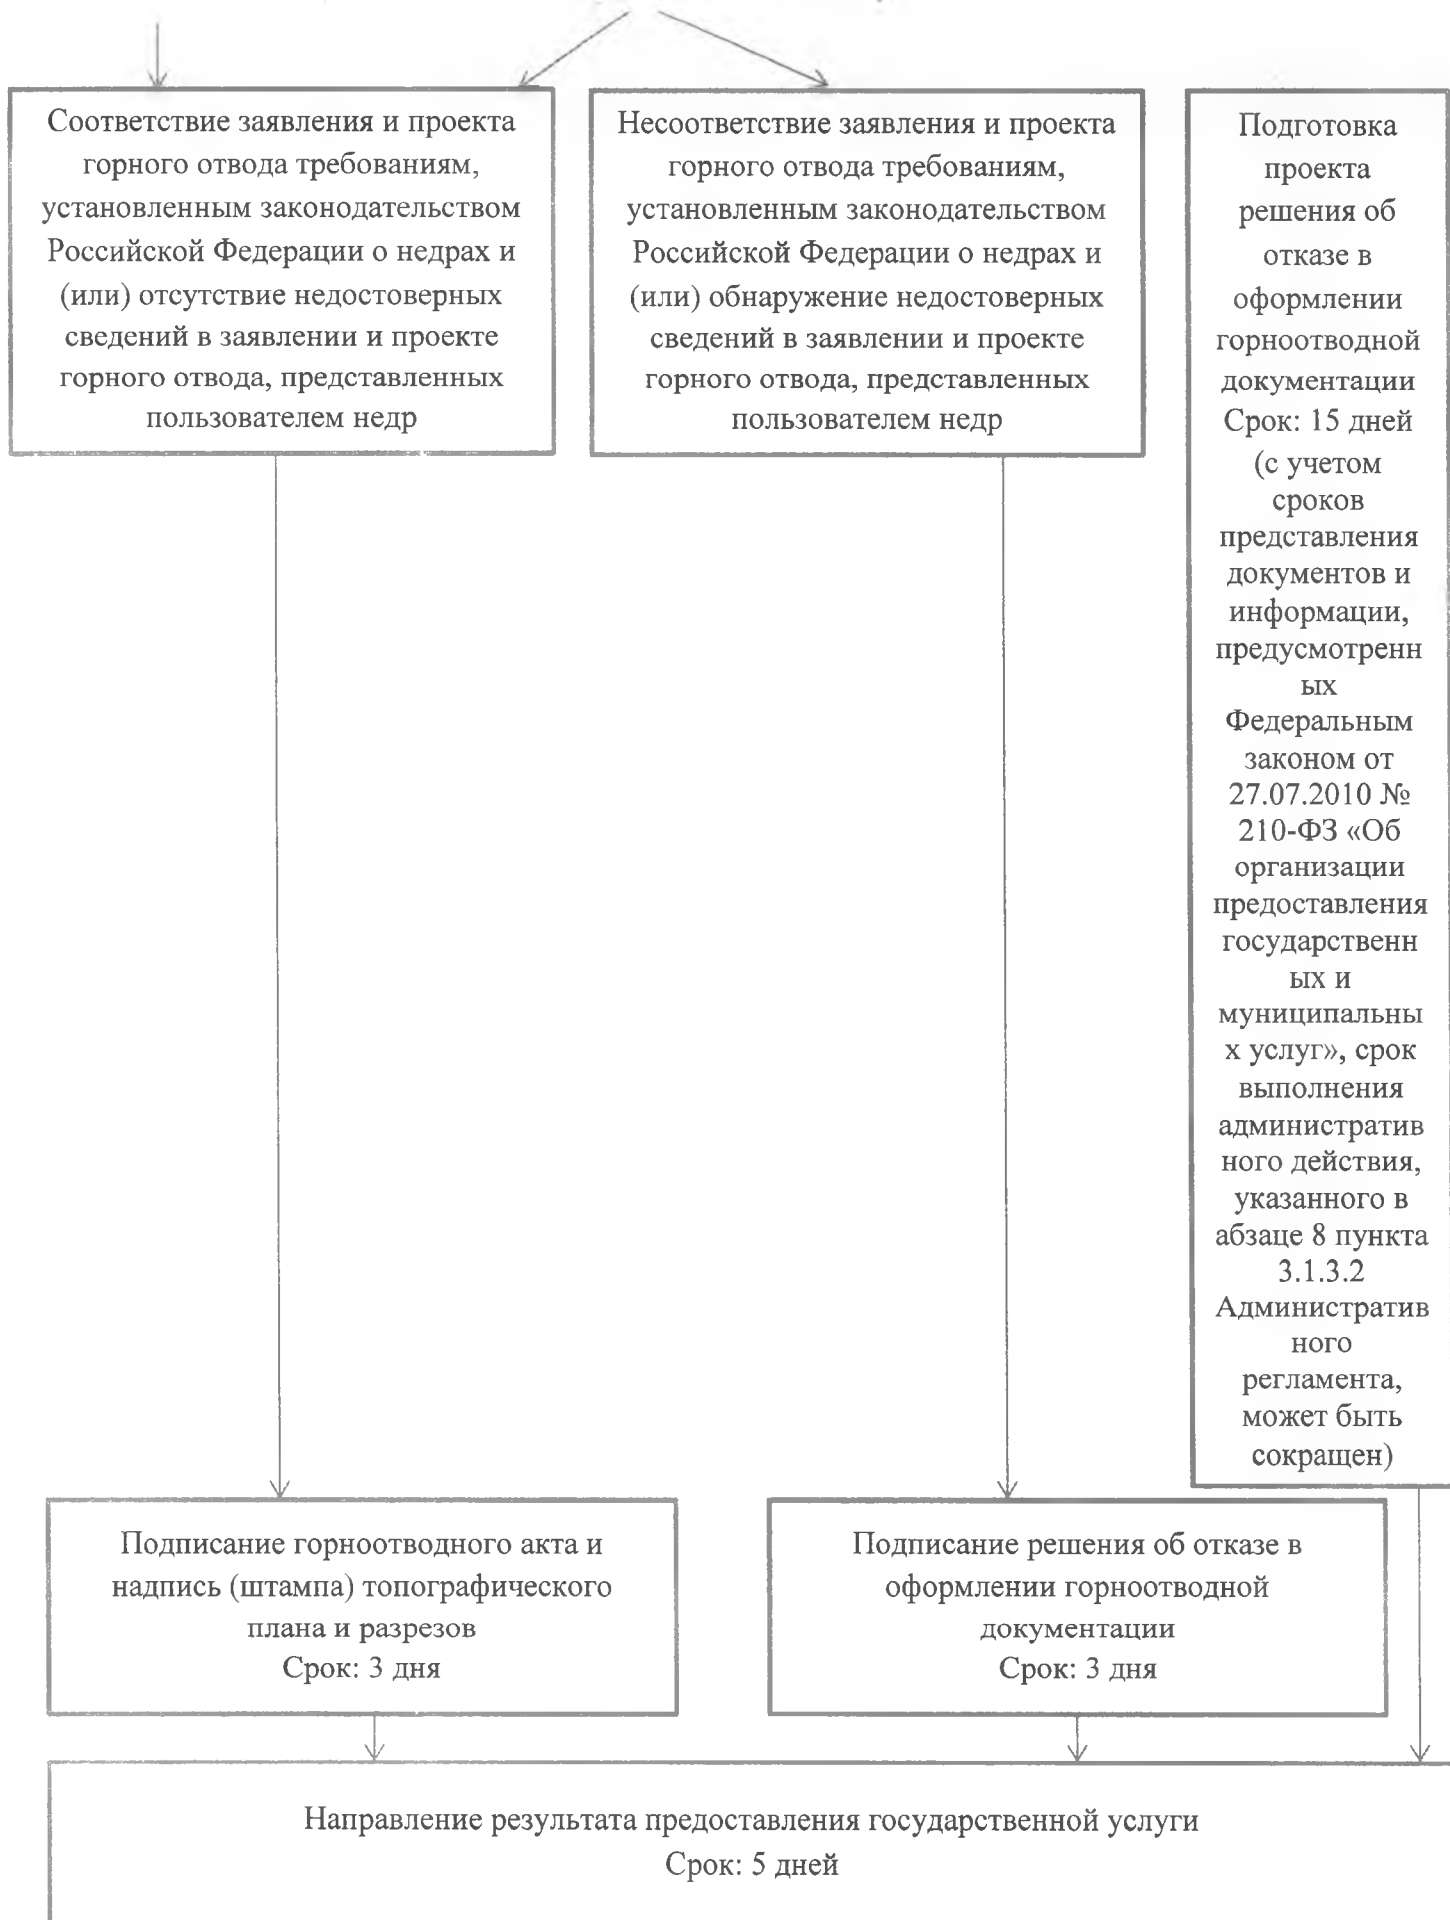 Соответствие заявления и проекта
горного отвода требованиям,
установленным законодательством
Российской Федерации о недрах и
(или) отсутствие недостоверных
сведений в заявлении и проекте
горного отвода, представленных
пользователем недр
Несоответствие заявления и проекта
горного отвода требованиям,
установленным законодательством
Российской Федерации о недрах и
(или) обнаружение недостоверных
сведений в заявлении и проекте
горного отвода, представленных
пользователем недр
Подготовка
проекта
решения об
отказе в
оформлении
горноотводной
документации
Срок: 15 дней
(с учетом
сроков
представления
документов и
информации,
предусмотренн
ых
Федеральным
законом от
27.07.2010 №
210-ФЗ «Об
организации
предоставления
государственн
ых и
муниципальны
х услуг», срок
выполнения
административ
ного действия,
указанного в
абзаце 8 пункта
3.1.3.2
Административ
ного
регламента,
может быть
сокращен)
Подписание горноотводного акта и
надпись (штампа) топографического
плана и разрезов
Срок: 3 дня
Подписание решения об отказе в
оформлении горноотводной
документации
Срок: 3 дня
Направление результата предоставления государственной услуги
Срок: 5 дней